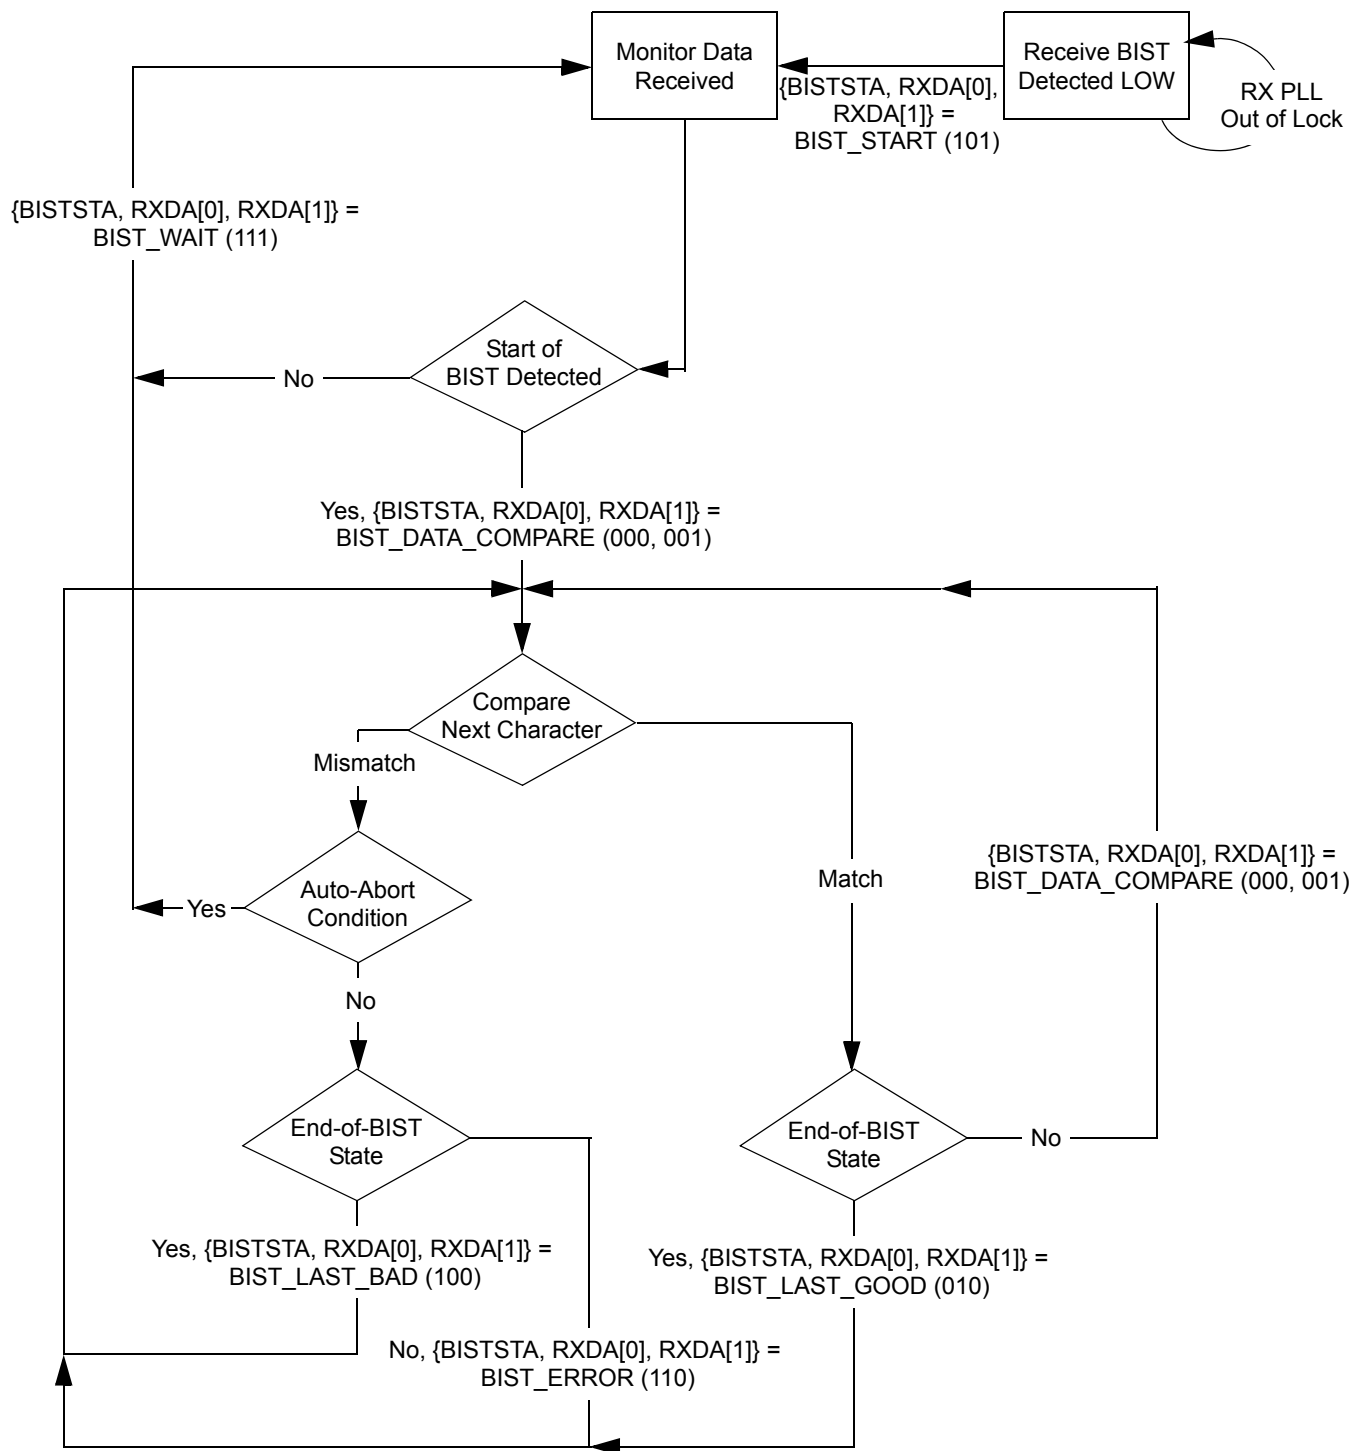 Monitor Data
Received
Receive BIST
Detected LOW
RX PLL
Out of Lock
{BISTSTA, RXDA[0],
RXDA[1]} =
BIST_START (101)
{BISTSTA, RXDA[0], RXDA[1]} =
BIST_WAIT (111)
Start of
BIST Detected
No
Yes, {BISTSTA, RXDA[0], RXDA[1]} =
BIST_DATA_COMPARE (000, 001)
Compare
Next Character
Mismatch
Match
{BISTSTA, RXDA[0], RXDA[1]} =
BIST_DATA_COMPARE (000, 001)
Auto-Abort
Condition
Yes
No
End-of-BIST
State
End-of-BIST
State
No
Yes, {BISTSTA, RXDA[0], RXDA[1]} =
BIST_LAST_BAD (100)
Yes, {BISTSTA, RXDA[0], RXDA[1]} =
BIST_LAST_GOOD (010)
No, {BISTSTA, RXDA[0], RXDA[1]} =
BIST_ERROR (110)